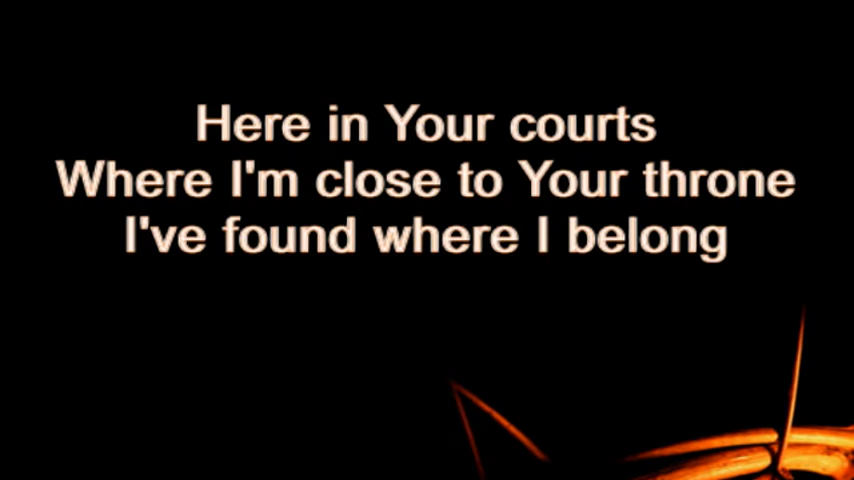 Here in Your courts
Where I'm close to Your throne
I've found where I belong